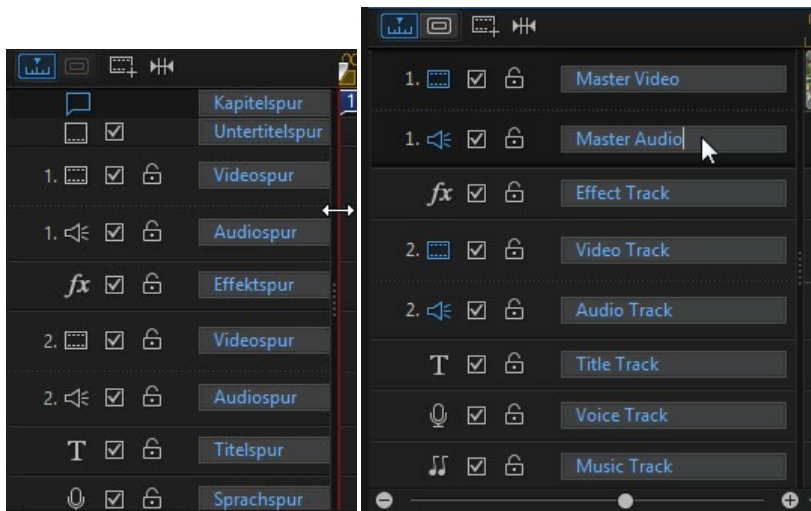 Kapitelspur
1
Untertitelspur
1. Videospur
1. Audiospur
fx Effektspur
2. Videospur
2. Audiospur
T Titelspur
Sprachspur
1. Master Video
1. Master Audio
fx Effect Track
2. Video Track
2. Audio Track
T Title Track
Voice Track
Music Track